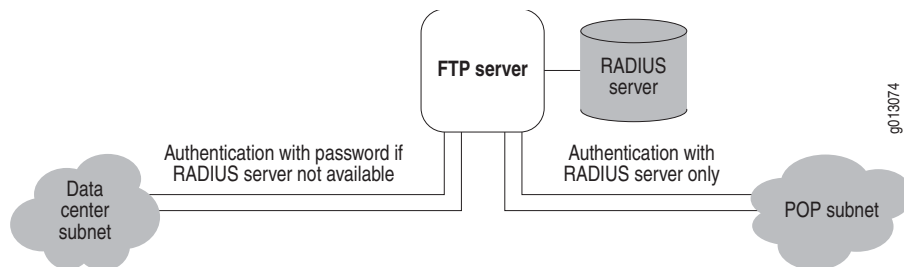 FTP server
RADIUS
server
g013074
Authentication with password if
RADIUS server not available
Authentication with
RADIUS server only
Data
center
subnet
POP subnet